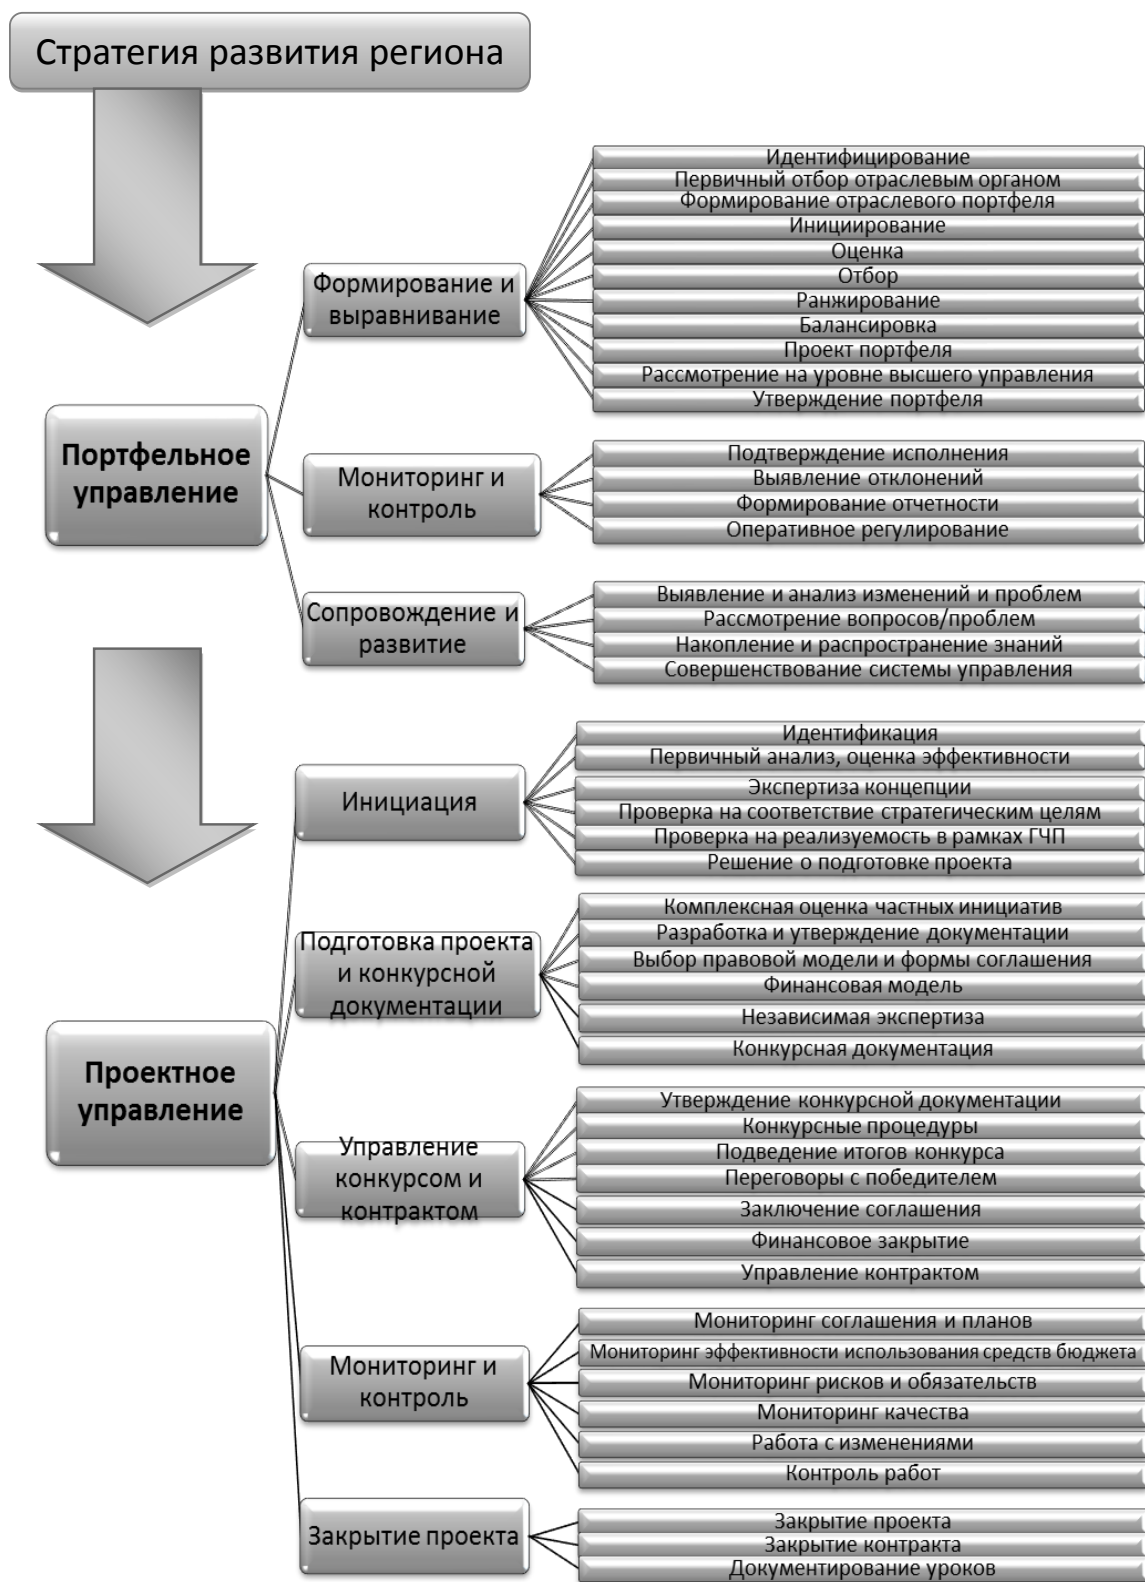 Стратегия развития региона
Портфельное
управление
Формирование и
выравнивание
Идентифицирование
Первичный отбор отраслевым органом
Формирование отраслевого портфеля
Инициирование
Оценка
Отбор
Ранжирование
Балансировка
Проект портфеля
Рассмотрение на уровне высшего управления
Утверждение портфеля
Мониторинг и
контроль
Подтверждение исполнения
Выявление отклонений
Формирование отчетности
Оперативное регулирование
Сопровождение и
развитие
Выявление и анализ изменений и проблем
Рассмотрение вопросов/проблем
Накопление и распространение знаний
Совершенствование системы управления
Проектное
управление
Инициация
Идентификация
Первичный анализ, оценка эффективности
Экспертиза концепции
Проверка на соответствие стратегическим целям
Проверка на реализуемость в рамках ГЧП
Решение о подготовке проекта
Подготовка проекта
и конкурсной
документации
Комплексная оценка частных инициатив
Разработка и утверждение документации
Выбор правовой модели и формы соглашения
Финансовая модель
Независимая экспертиза
Конкурсная документация
Управление
конкурсом и
контрактом
Утверждение конкурсной документации
Конкурсные процедуры
Подведение итогов конкурса
Переговоры с победителем
Заключение соглашения
Финансовое закрытие
Управление контрактом
Мониторинг и
контроль
Мониторинг соглашения и планов
Мониторинг эффективности использования средств бюджета
Мониторинг рисков и обязательств
Мониторинг качества
Работа с изменениями
Контроль работ
Закрытие проекта
Закрытие проекта
Закрытие контракта
Документирование уроков